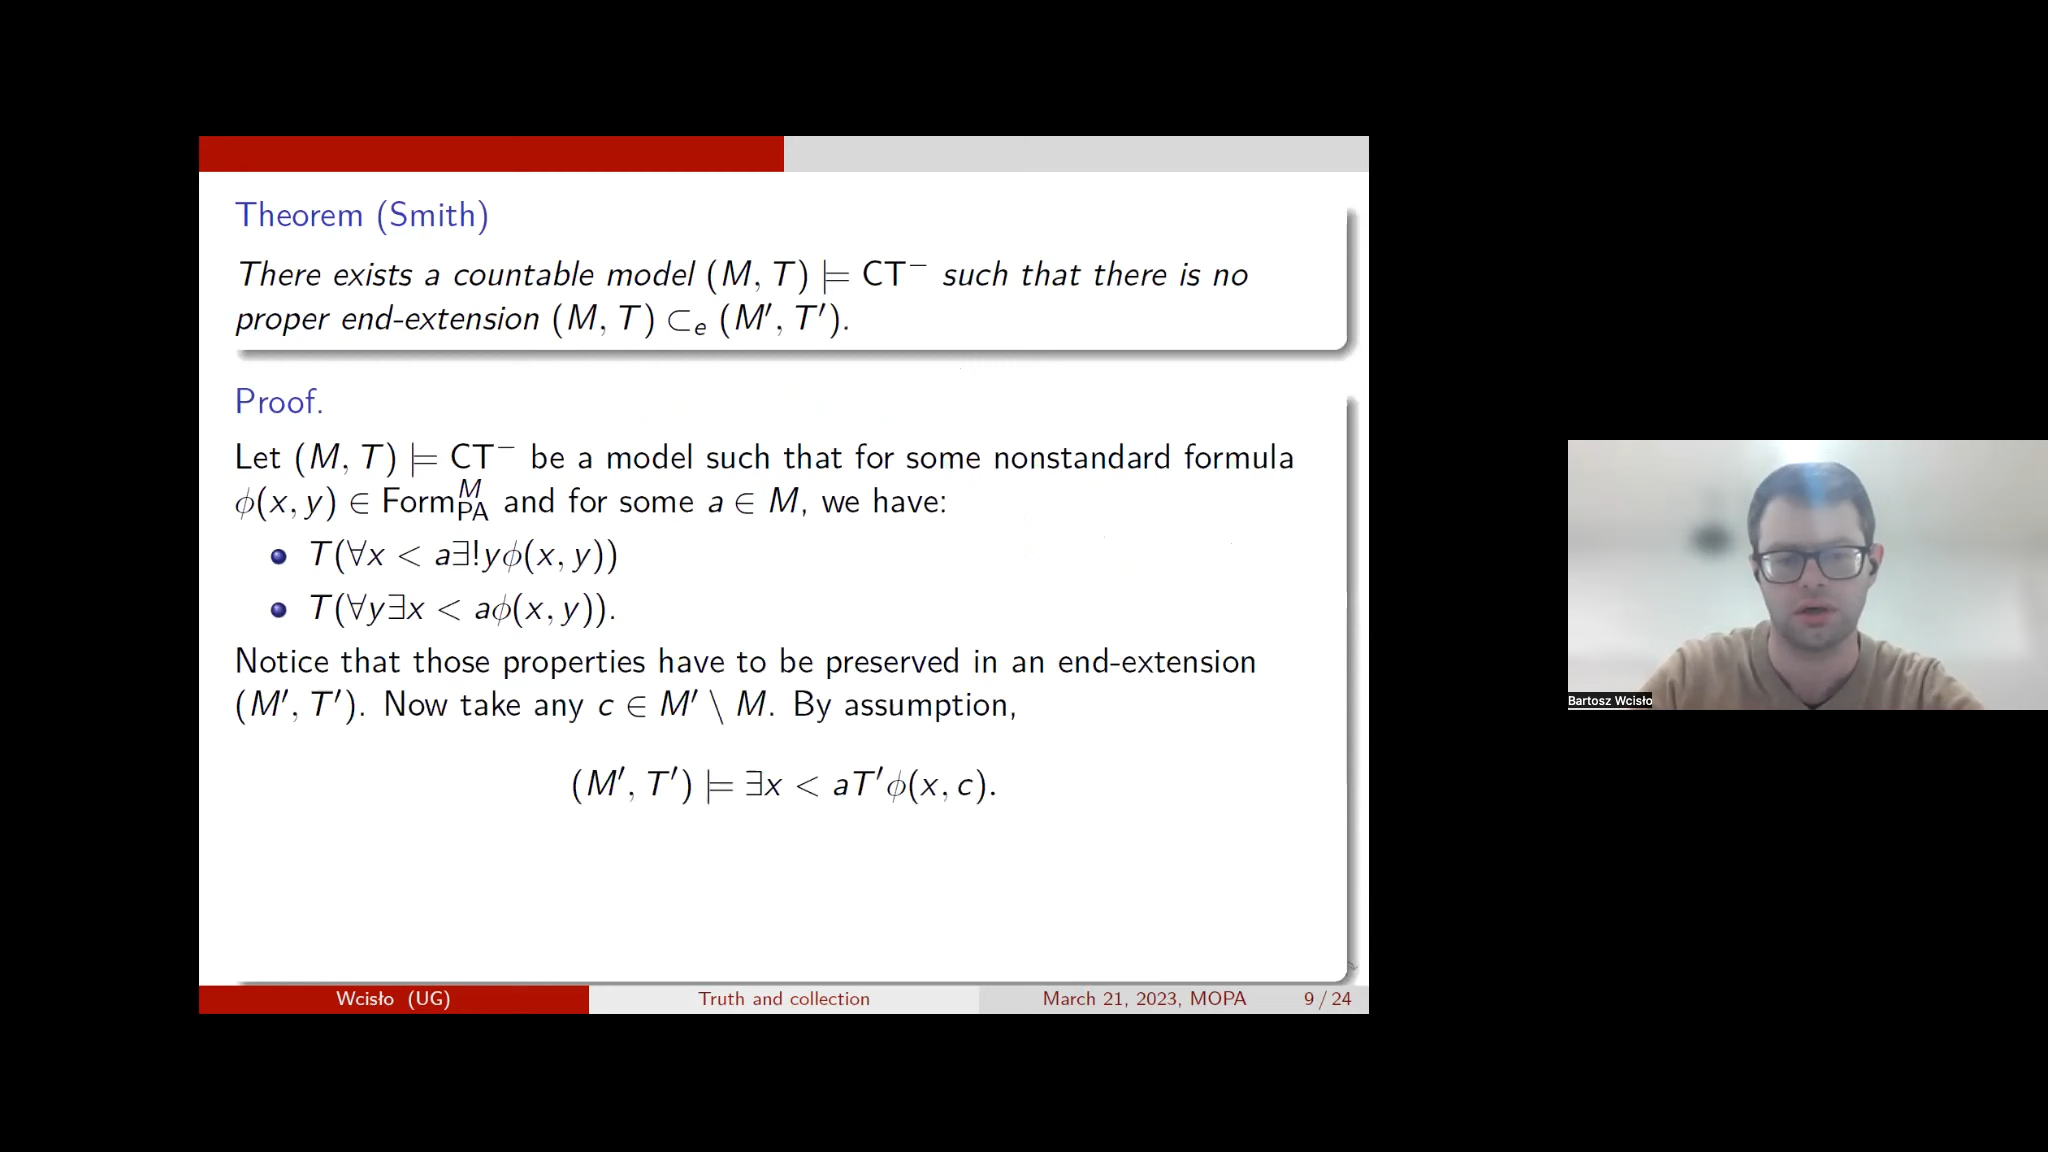 Theorem (Smith)
There exists a countable model (M, T) ⊨ CT⁻ such that there is no
proper end-extension (M, T) ⊂ₑ (M′, T′).
Proof.
Let (M, T) ⊨ CT⁻ be a model such that for some nonstandard formula
ϕ(x, y) ∈ Form_PA^M and for some a ∈ M, we have:
T(∀x < a∃!yϕ(x, y))
T(∀y∃x < aϕ(x, y)).
Notice that those properties have to be preserved in an end-extension
(M′, T′). Now take any c ∈ M′ \ M. By assumption,
(M′, T′) ⊨ ∃x < aT′ϕ(x, c).
Bartosz Wcisło
Wcisło (UG) Truth and collection March 21, 2023, MOPA 9 / 24